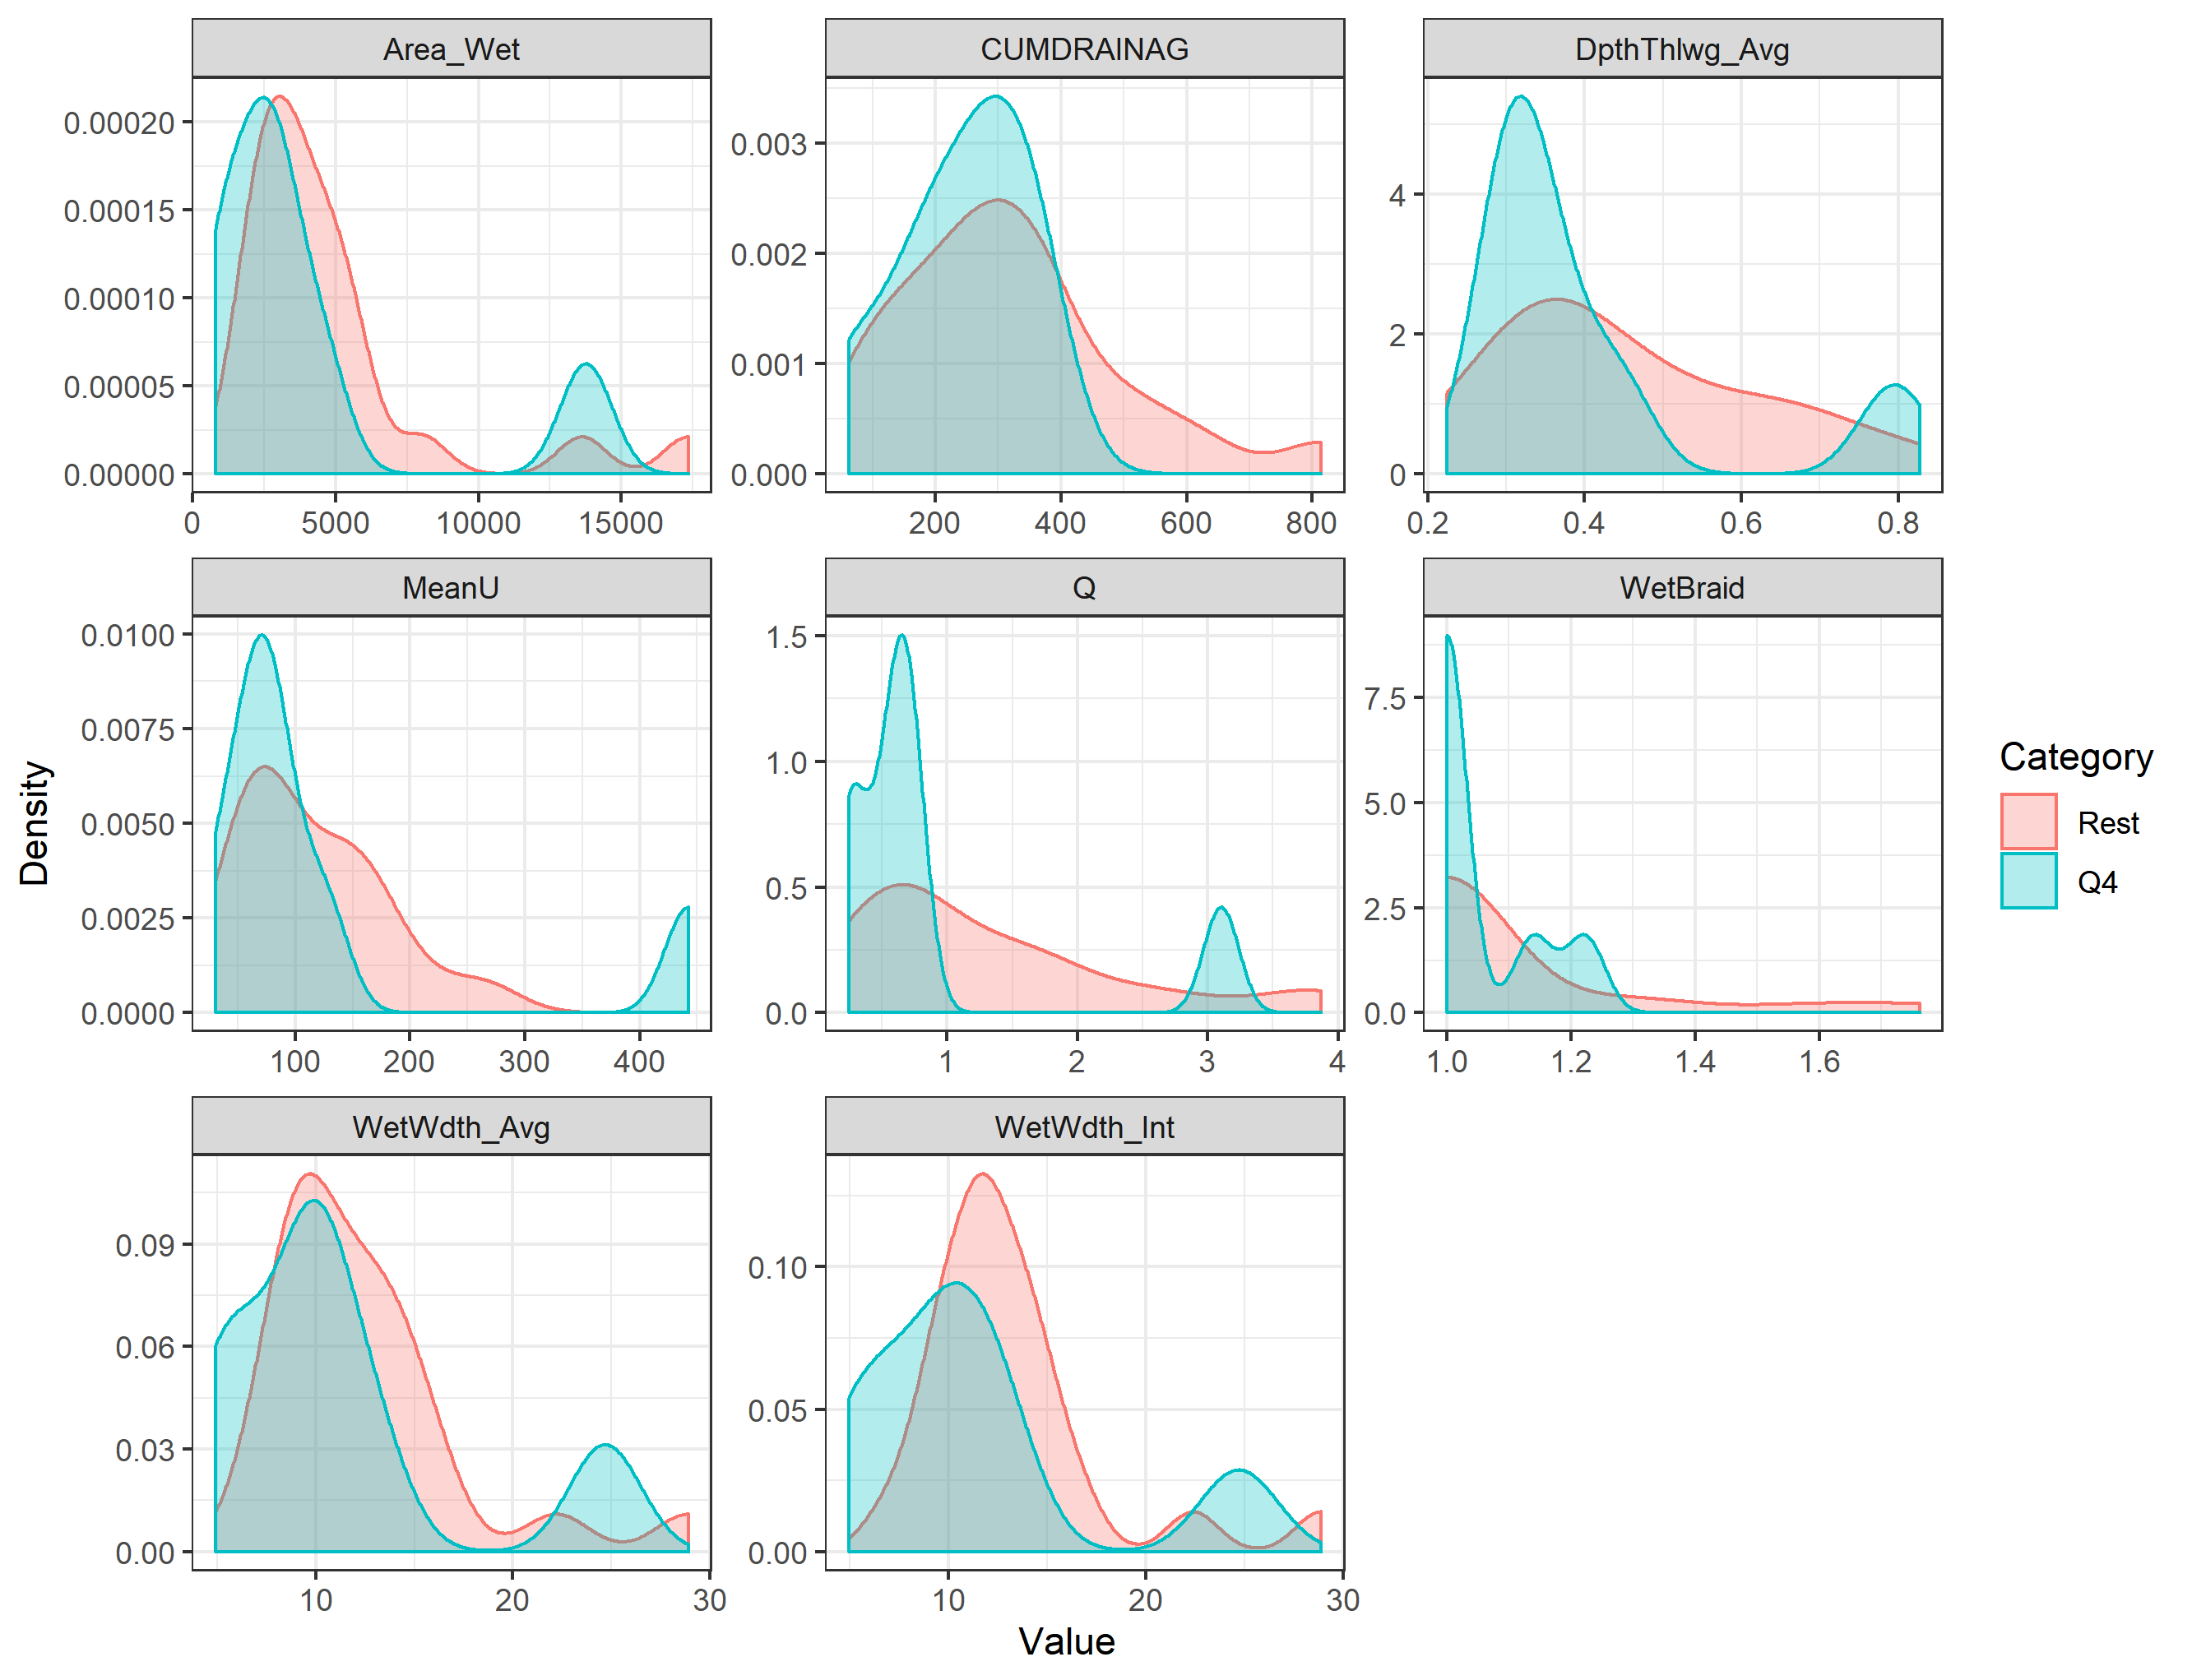 Area_Wet CUMDRAINAG DpthThlwg_Avg
0.00020
0.00015
0.00010
0.00005
0.00000
0.003
0.002
0.001
0.000
4
2
0
0 5000 10000 15000
200 400 600 800
0.2 0.4 0.6 0.8
MeanU Q WetBraid
0.0100
0.0075
0.0050
0.0025
0.0000
1.5
1.0
0.5
0.0
7.5
5.0
2.5
0.0
100 200 300 400
1 2 3 4
1.0 1.2 1.4 1.6
WetWdth_Avg WetWdth_Int
0.09
0.06
0.03
0.00
0.10
0.05
0.00
10 20 30
10 20 30
Density
Value
Category
Rest
Q4